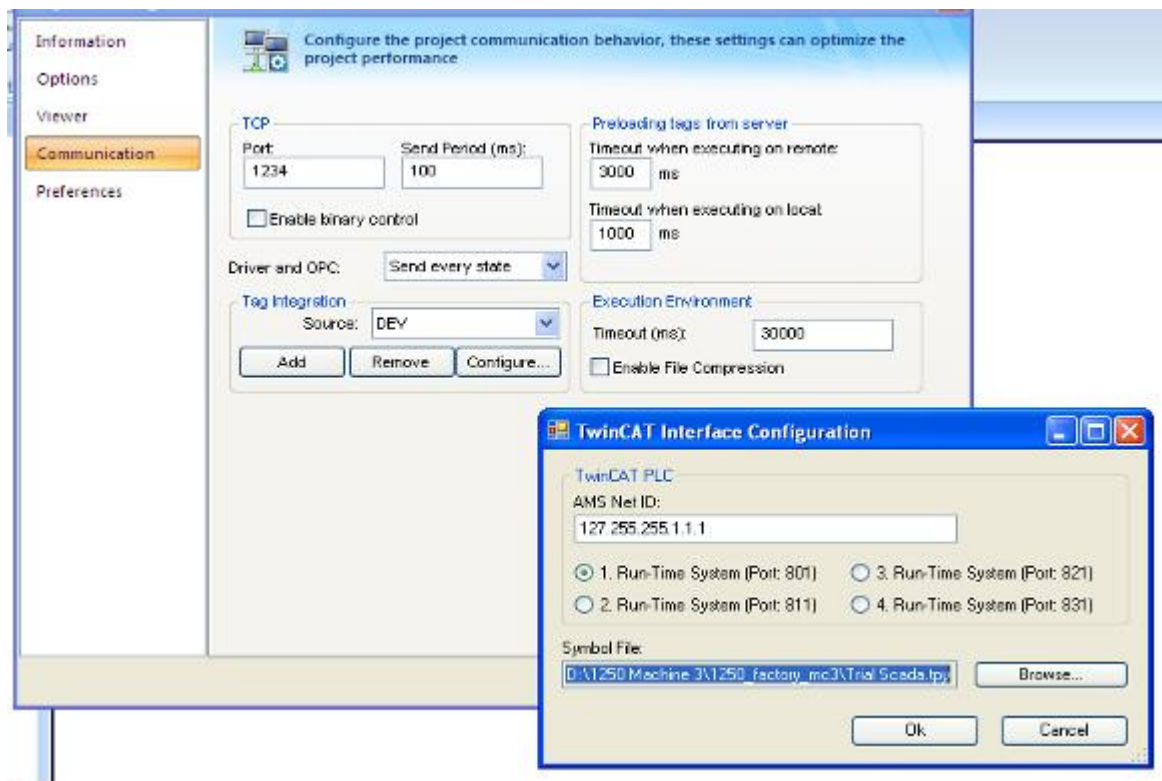 Information
Options
Viewer
Communication
Preferences
Configure the project communication behavior, these settings can optimize the
project performance
TCP
Port:
Send Period (ms):
1234
100
Enable binary control
Driver and OPC:
Send every state
Tag Integration
Source:
DEV
Add
Remove
Configure...
Preloading tags from server
Timeout when executing on remote:
3000 ms
Timeout when executing on local:
1000 ms
Execution Environment
Timeout (ms):
30000
Enable File Compression
TwinCAT Interface Configuration
TwinCAT PLC
AMS Net ID:
127.255.255.1.1.1
1. Run-Time System (Port: 801)
3. Run-Time System (Port: 821)
2. Run-Time System (Port: 811)
4. Run-Time System (Port: 831)
Symbol File:
D:\1250 Machine 3\1250_factory_mc3\Trial Scada.tpy
Browse...
Ok
Cancel